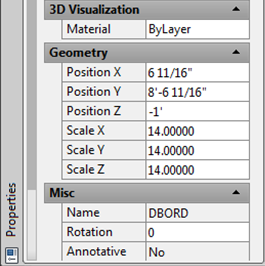 3D Visualization
Material ByLayer
Geometry
Position X 6 11/16"
Position Y 8'-6 11/16"
Position Z -1'
Scale X 14.00000
Scale Y 14.00000
Scale Z 14.00000
Misc
Name DBORD
Rotation 0
Annotative No
Properties